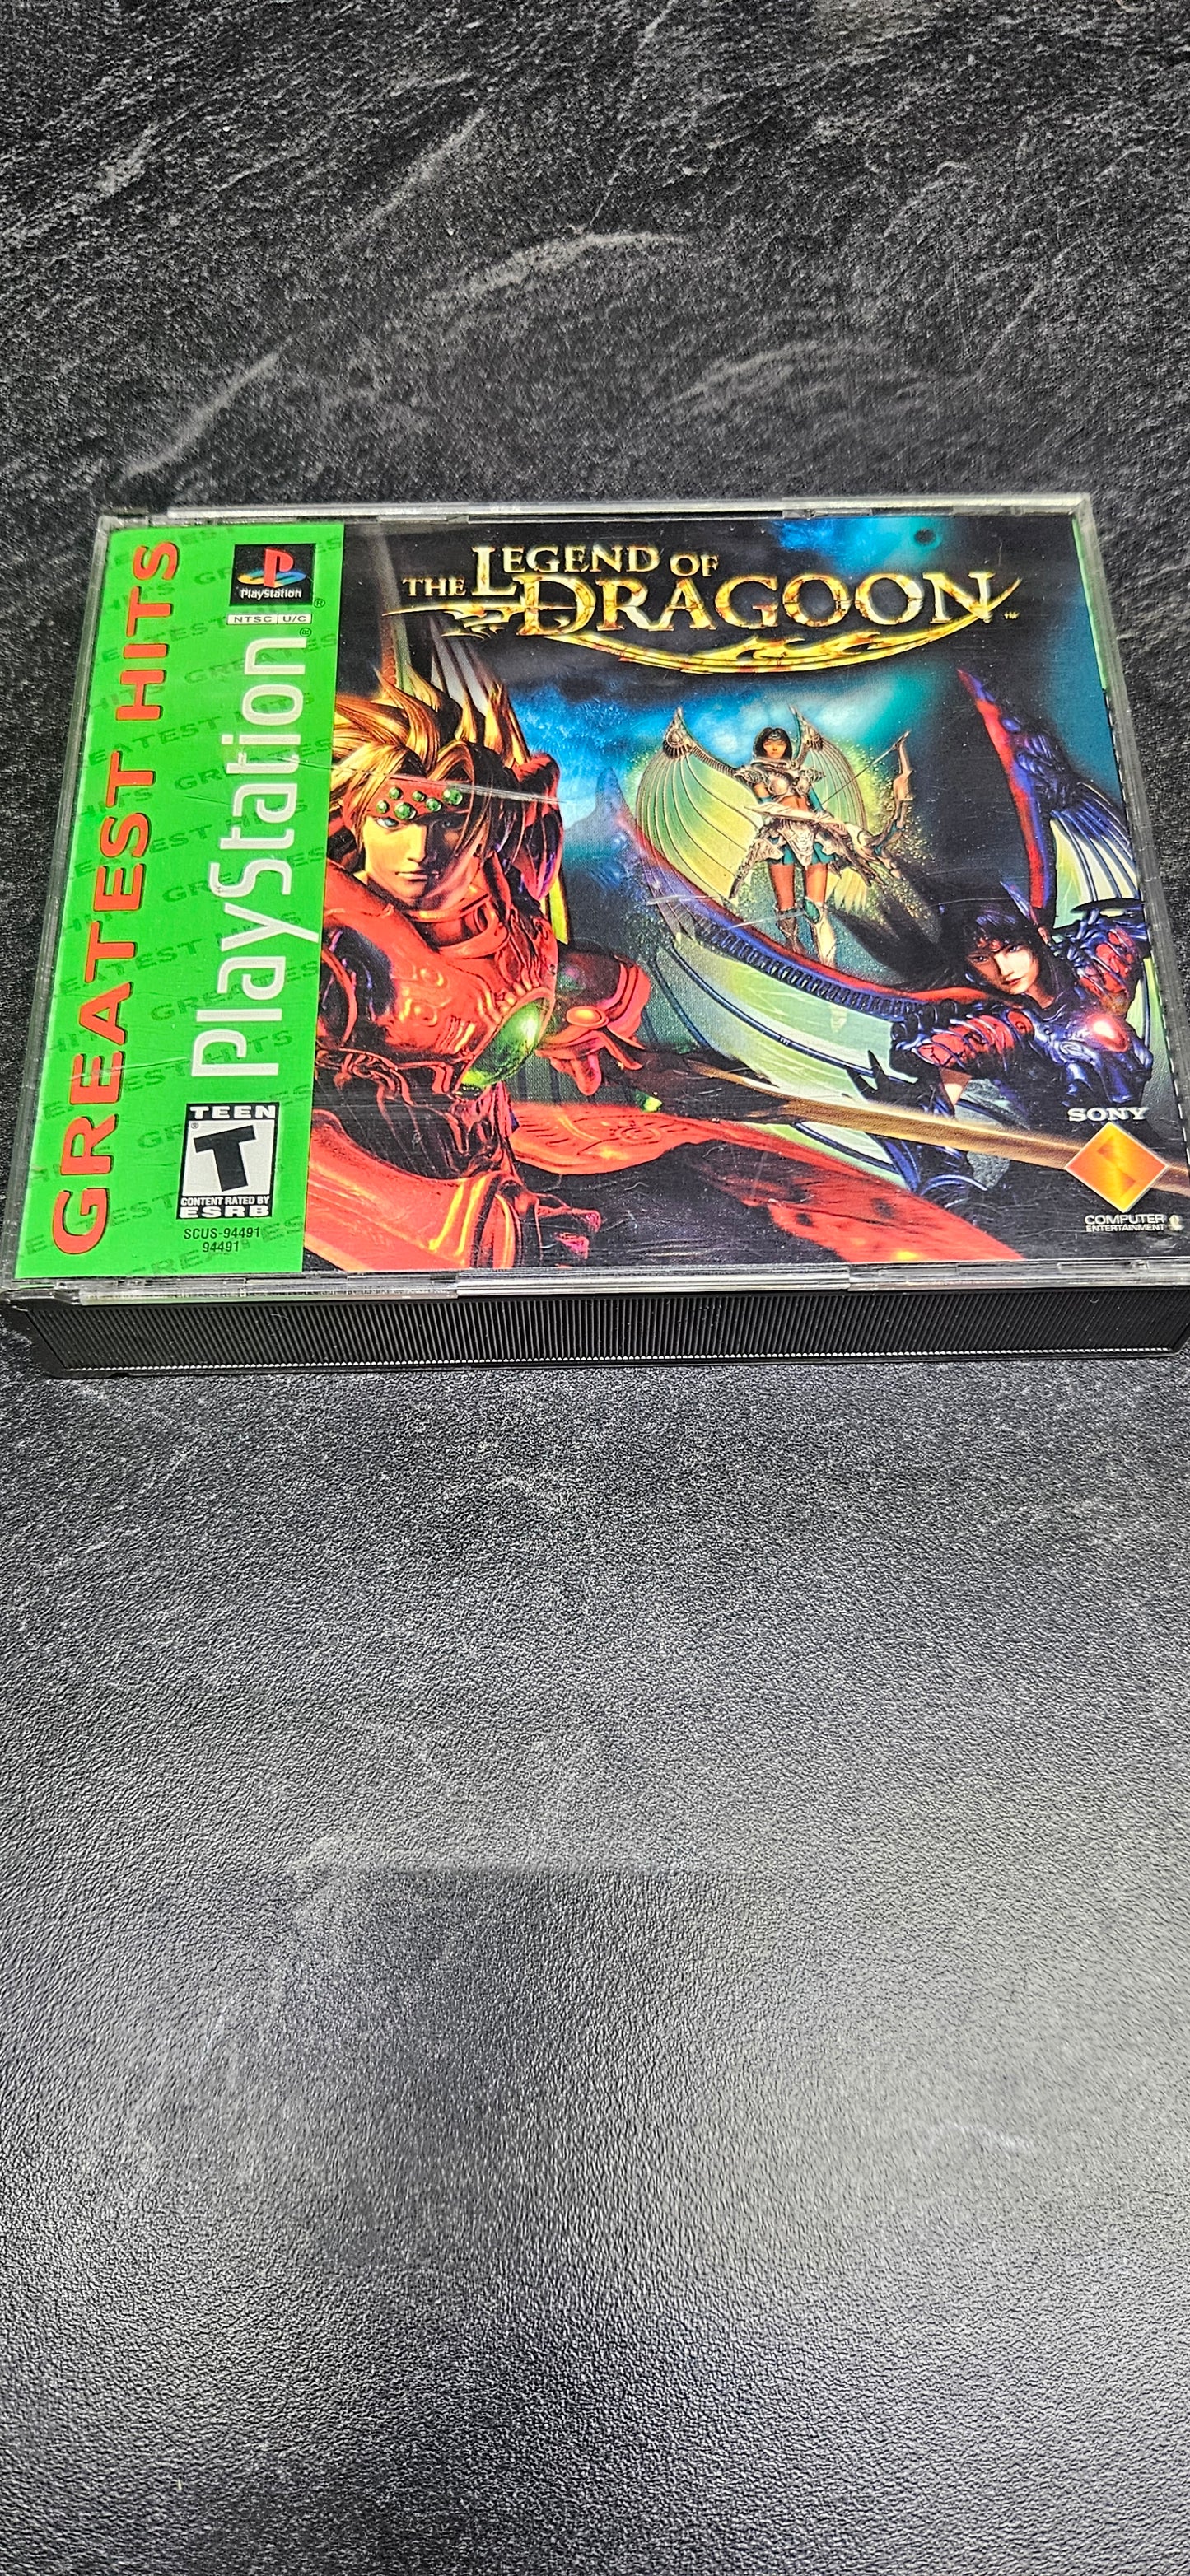 GREATEST HITS
PlayStation
NTSC U/C
PlayStation
TEEN
T
CONTENT RATED BY
ESRB
SCUS-94491
94491
THE LEGEND OF
DRAGOON™
SONY
COMPUTER
ENTERTAINMENT